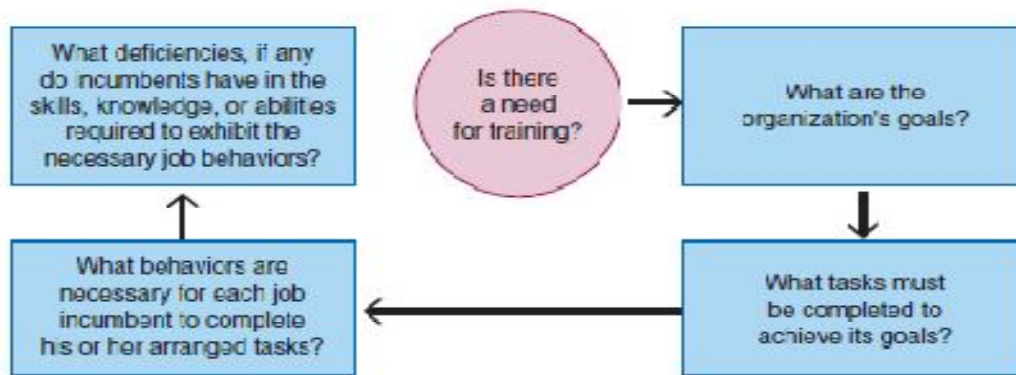 Is there
a need
for training?
What are the
organization's goals?
What tasks must
be completed to
achieve its goals?
What behaviors are
necessary for each job
incumbent to complete
his or her arranged tasks?
What deficiencies, if any
do incumbents have in the
skills, knowledge, or abilities
required to exhibit the
necessary job behaviors?